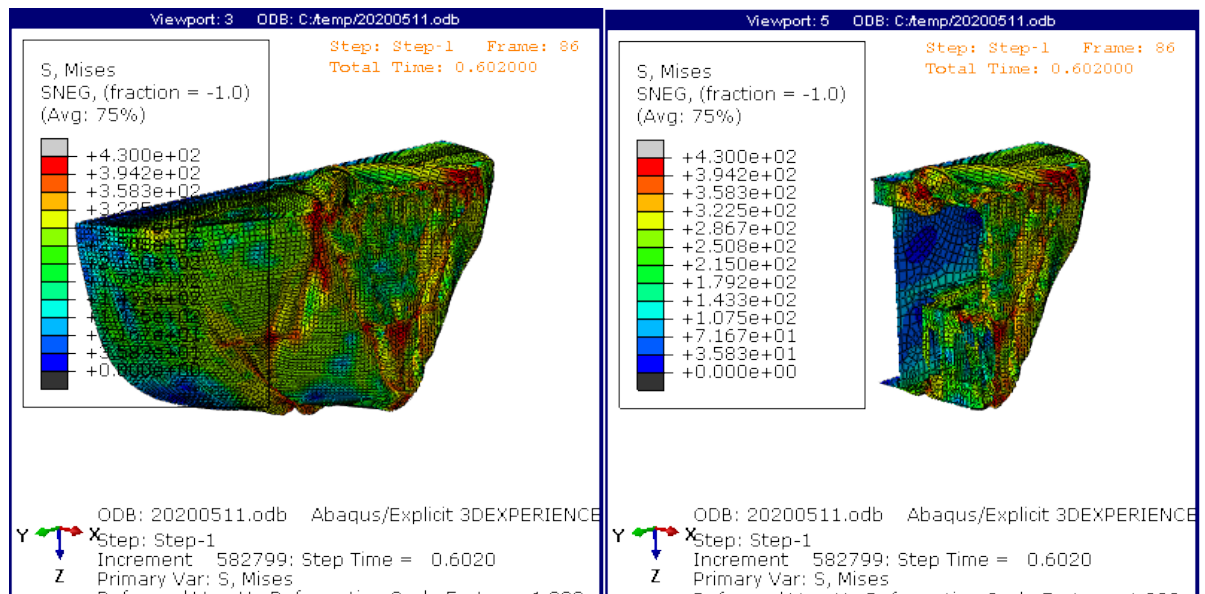 Viewport: 3 ODB: C:/temp/20200511.odb
Step: Step-1 Frame: 86
Total Time: 0.602000
S, Mises
SNEG, (fraction = -1.0)
(Avg: 75%)
+4.300e+02
+3.942e+02
+3.583e+02
ODB: 20200511.odb Abaqus/Explicit 3DEXPERIENCE
Step: Step-1
Increment 582799: Step Time = 0.6020
Primary Var: S, Mises
Y
X
Z
Viewport: 5 ODB: C:/temp/20200511.odb
Step: Step-1 Frame: 86
Total Time: 0.602000
S, Mises
SNEG, (fraction = -1.0)
(Avg: 75%)
+4.300e+02
+3.942e+02
+3.583e+02
+3.225e+02
+2.867e+02
+2.508e+02
+2.150e+02
+1.792e+02
+1.433e+02
+1.075e+02
+7.167e+01
+3.583e+01
+0.000e+00
ODB: 20200511.odb Abaqus/Explicit 3DEXPERIENCE
Step: Step-1
Increment 582799: Step Time = 0.6020
Primary Var: S, Mises
Y
X
Z